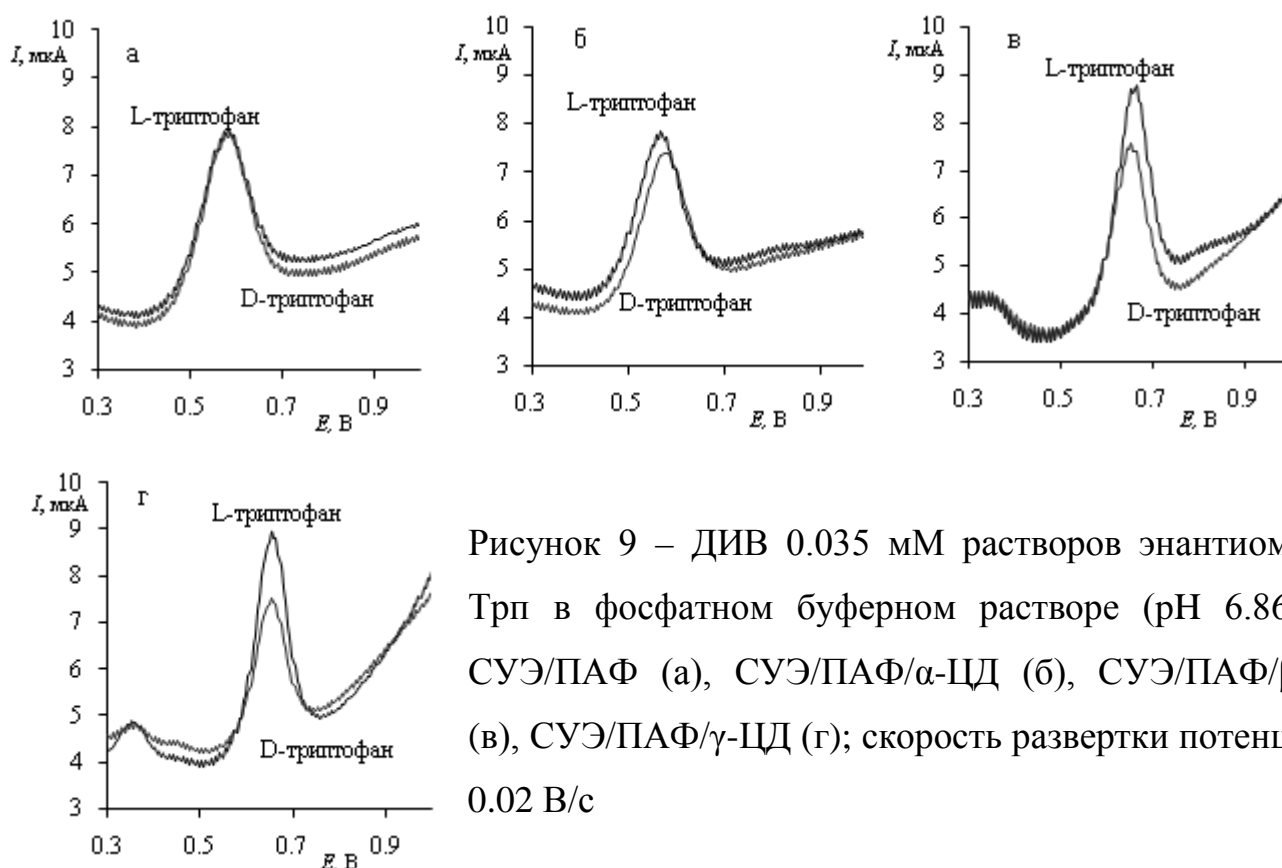 10
I, мкА
9
8
7
6
5
4
3
а
L-триптофан
D-триптофан
0.3 0.5 0.7 0.9
E, В
10
I, мкА
9
8
7
6
5
4
3
б
L-триптофан
D-триптофан
0.3 0.5 0.7 0.9
E, В
10
I, мкА
9
8
7
6
5
4
3
в
L-триптофан
D-триптофан
0.3 0.5 0.7 0.9
E, В
10
I, мкА
9
8
7
6
5
4
3
г
L-триптофан
D-триптофан
0.3 0.5 0.7 0.9
E, В
Рисунок 9 – ДИВ 0.035 мМ растворов энантиом
Трп в фосфатном буферном растворе (рН 6.86
СУЭ/ПАФ (а), СУЭ/ПАФ/α-ЦД (б), СУЭ/ПАФ/
(в), СУЭ/ПАФ/γ-ЦД (г); скорость развертки потенц
0.02 В/с